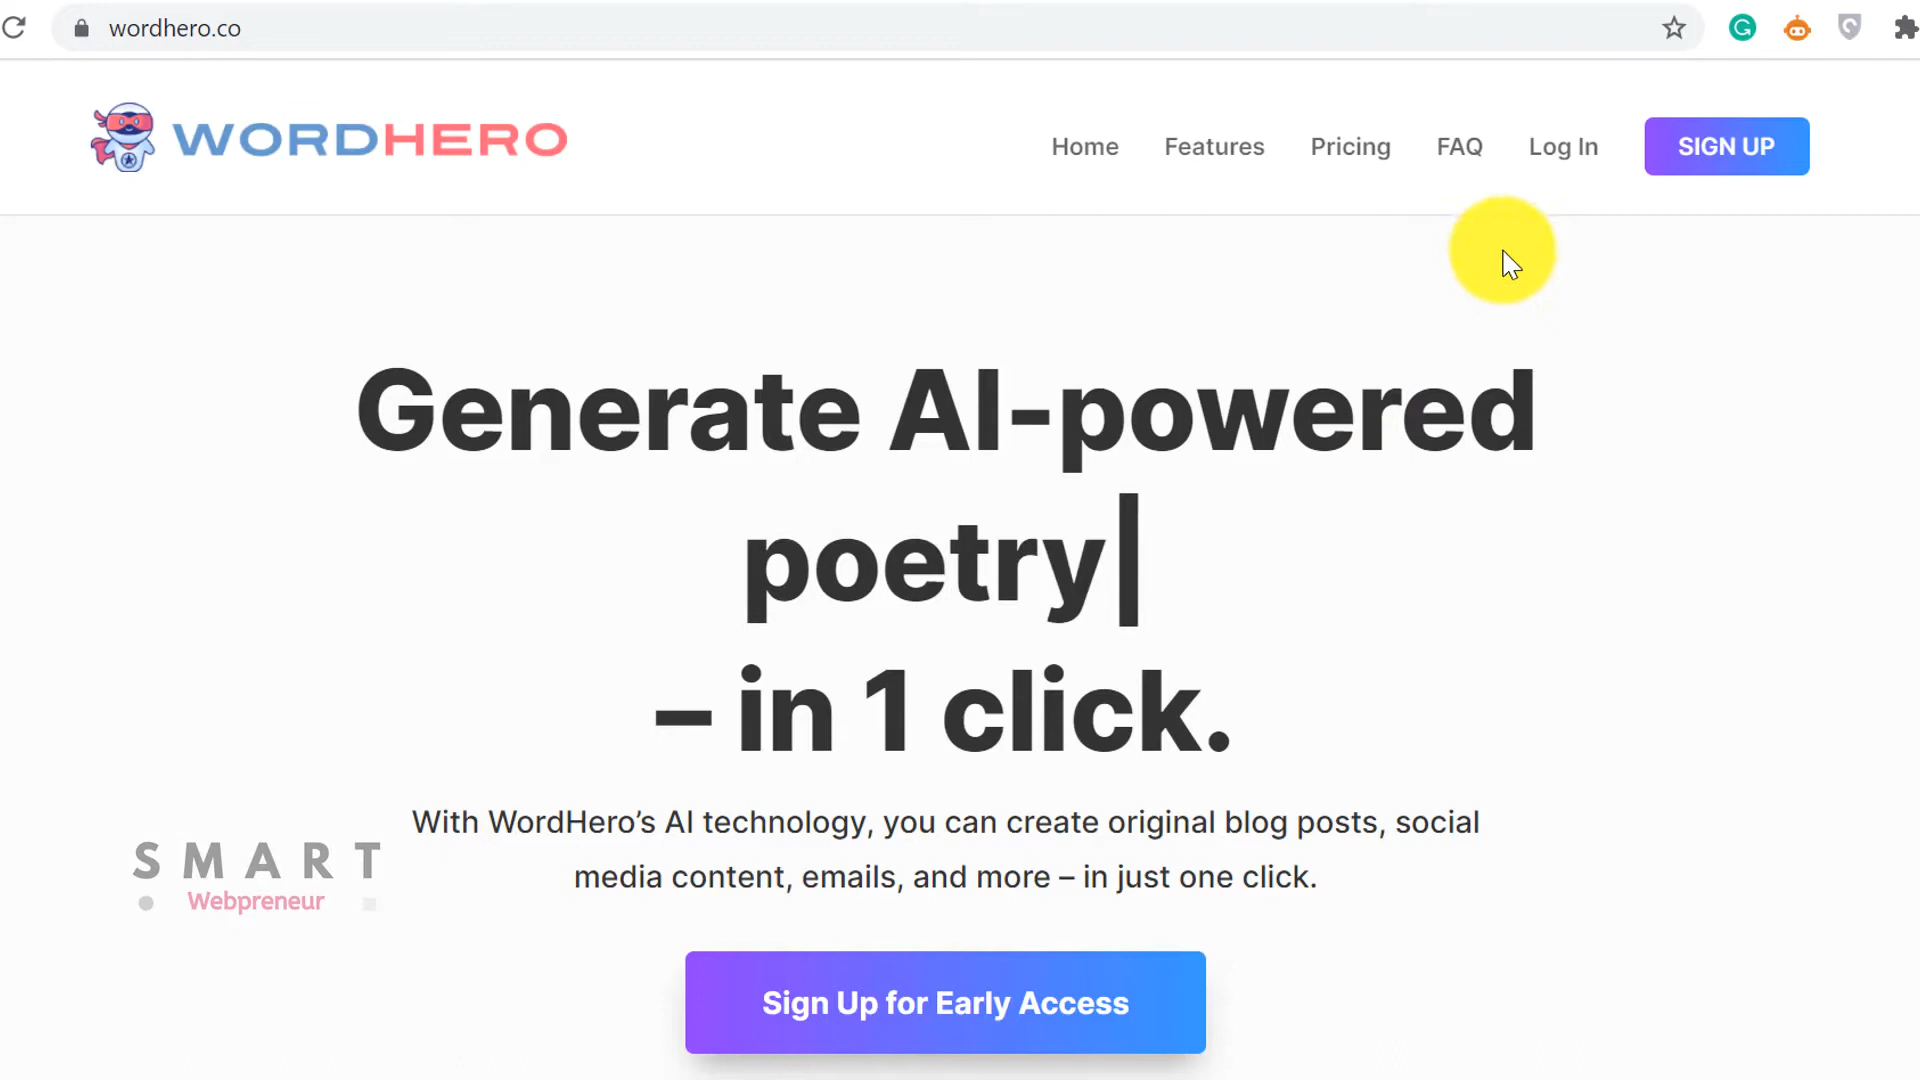 wordhero.co
WORDHERO
Home Features Pricing FAQ Log In SIGN UP
Generate AI-powered
poetry|
– in 1 click.
With WordHero’s AI technology, you can create original blog posts, social
media content, emails, and more – in just one click.
SMART
Webpreneur
Sign Up for Early Access